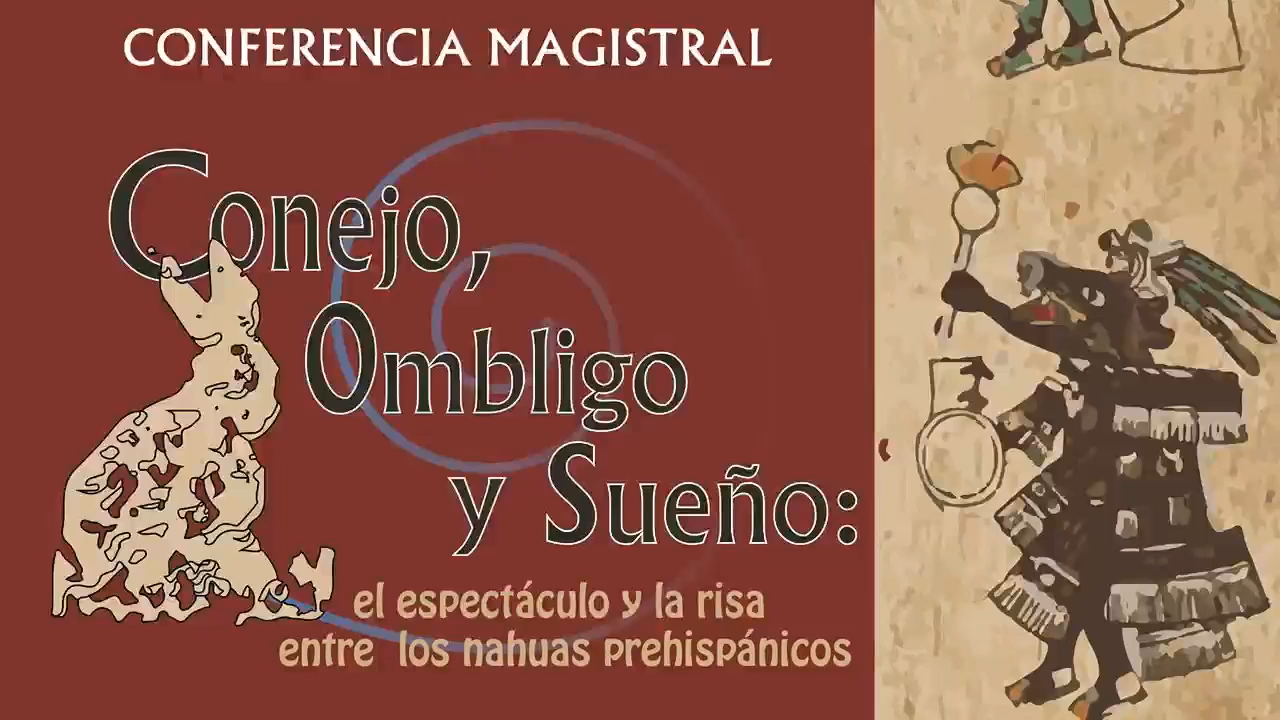 CONFERENCIA MAGISTRAL
Conejo,
Ombligo
y Sueño:
el espectáculo y la risa
entre los nahuas prehispánicos